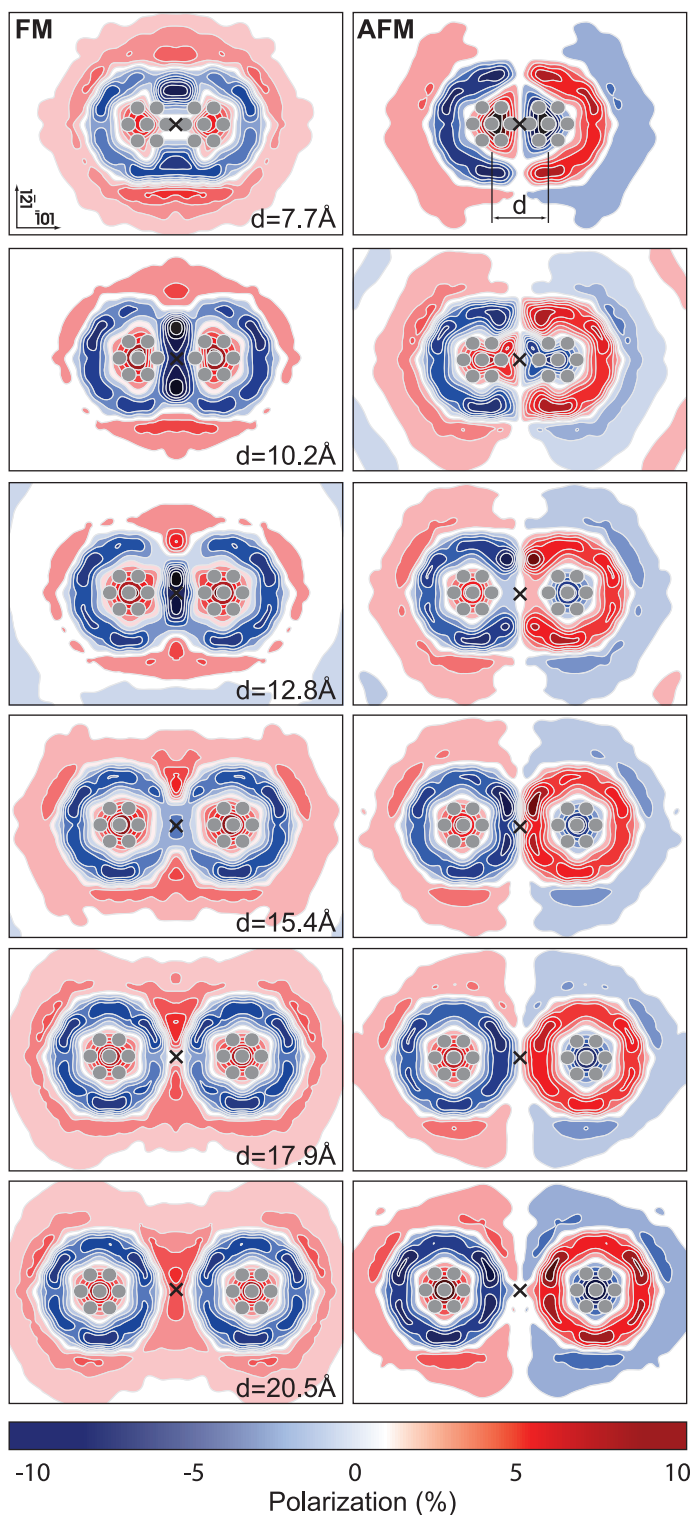 FM
AFM
1̄21̄
1̄01
d=7.7Å
d
d=10.2Å
d=12.8Å
d=15.4Å
d=17.9Å
d=20.5Å
-10 -5 0 5 10
Polarization (%)